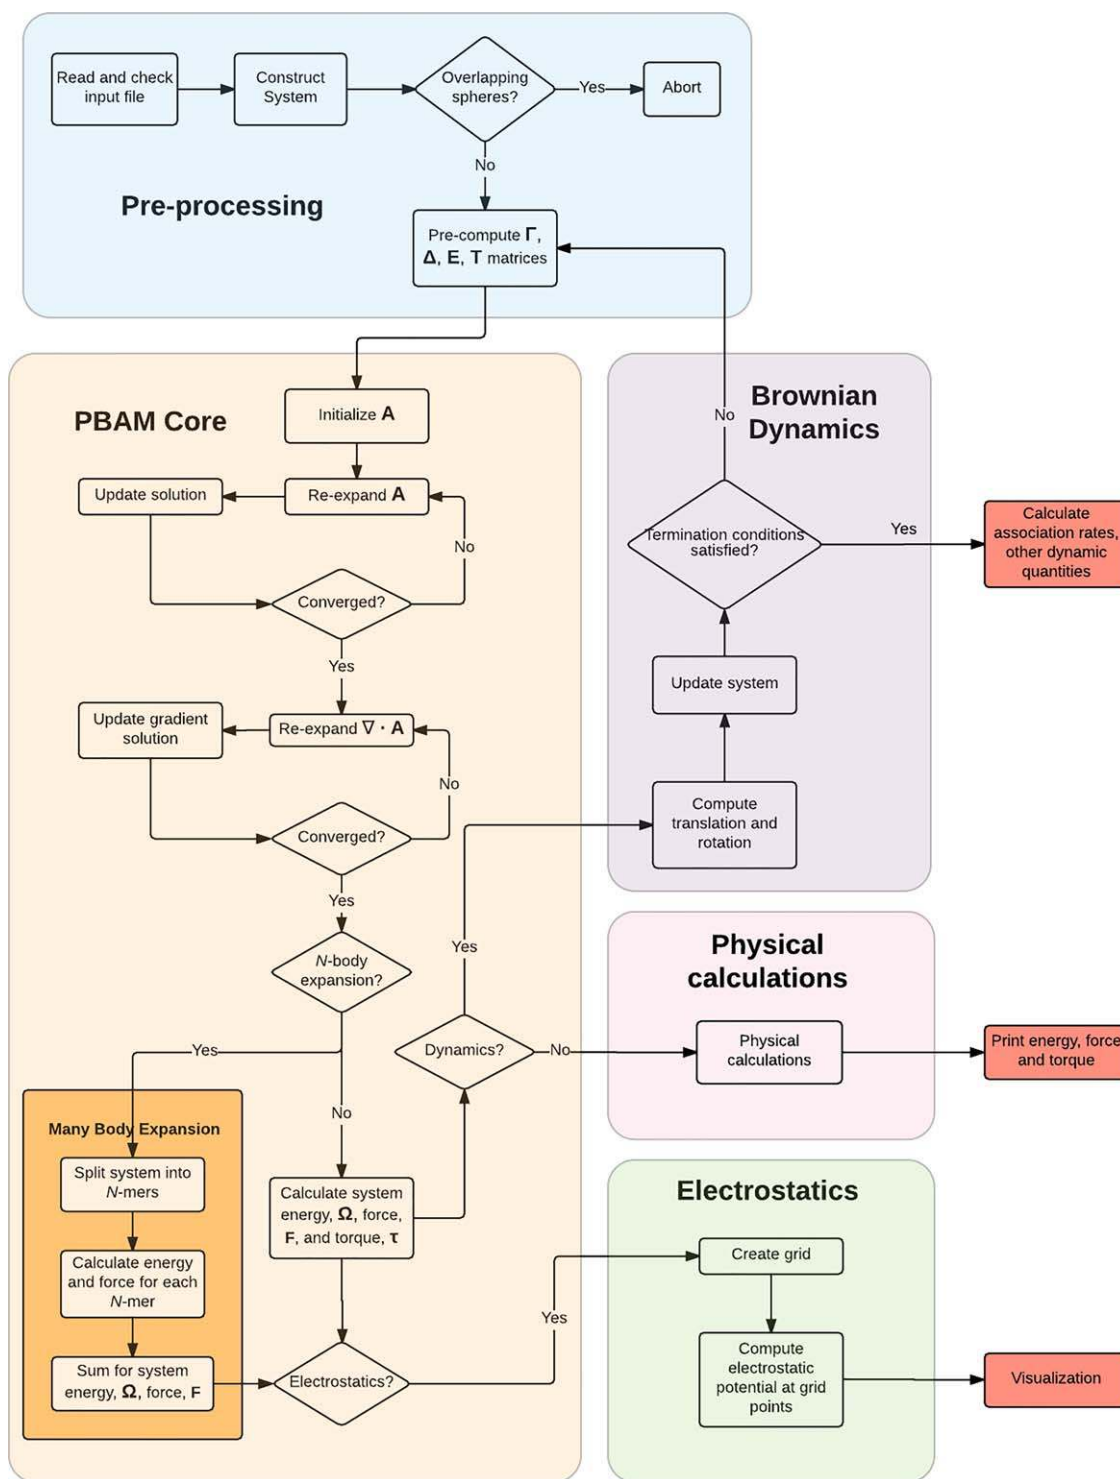 Read and check
input file
Construct
System
Overlapping
spheres?
Yes
Abort
No
Pre-processing
Pre-compute Γ,
Δ, E, T matrices
PBAM Core
Initialize A
Update solution
Re-expand A
No
Converged?
Yes
Update gradient
solution
Re-expand ∇ · A
No
Converged?
Yes
N-body
expansion?
Yes
No
Many Body Expansion
Split system into
N-mers
Calculate energy
and force for each
N-mer
Sum for system
energy, Ω, force, F
Calculate system
energy, Ω, force,
F, and torque, τ
Dynamics?
Yes
No
Electrostatics?
Yes
Brownian
Dynamics
No
Termination conditions
satisfied?
Yes
Calculate
association rates,
other dynamic
quantities
Update system
Compute
translation and
rotation
Physical
calculations
Physical
calculations
Print energy, force
and torque
Electrostatics
Create grid
Compute
electrostatic
potential at grid
points
Visualization